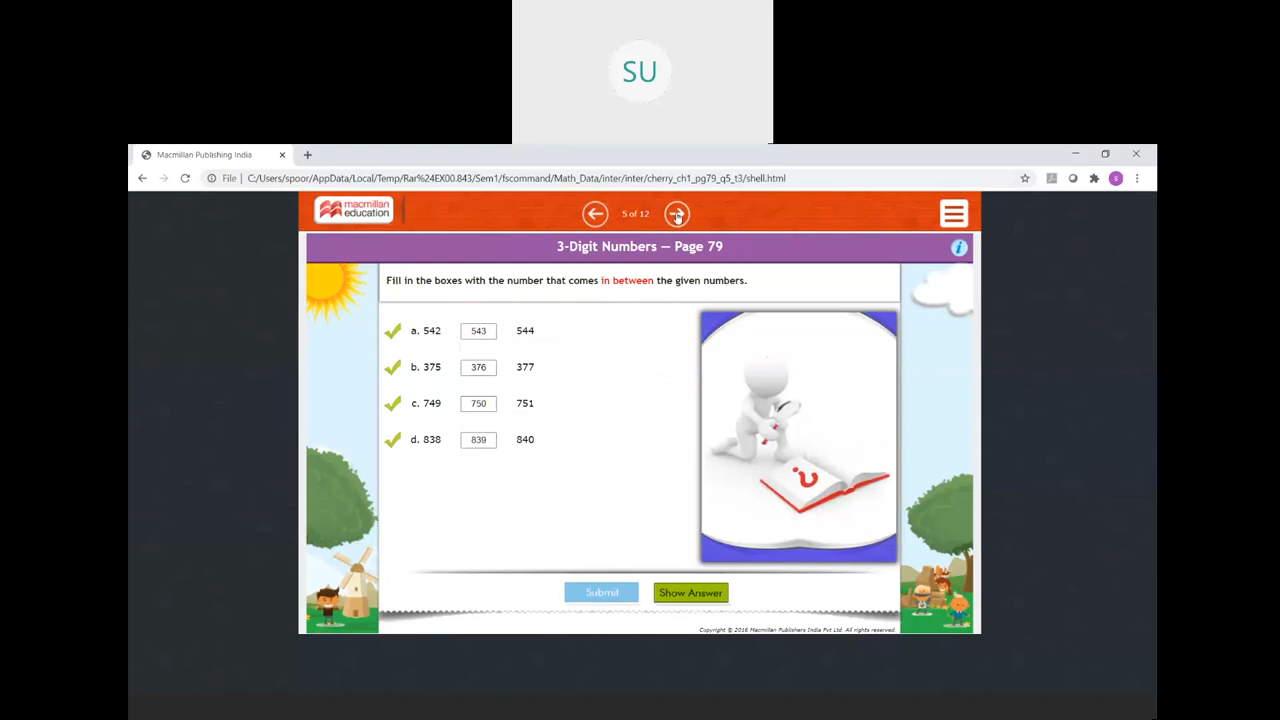 SU
Macmillan Publishing India
File | C:/Users/spoor/AppData/Local/Temp/Rar%24EX00.843/Sem1/fscommand/Math_Data/inter/inter/cherry_ch1_pg79_q5_t3/shell.html
s
macmillan
education
5 of 12
3-Digit Numbers — Page 79
i
Fill in the boxes with the number that comes in between the given numbers.
a. 542 543 544
b. 375 376 377
c. 749 750 751
d. 838 839 840
¿
Submit Show Answer
Copyright © 2016 Macmillan Publishers India Pvt Ltd. All rights reserved.